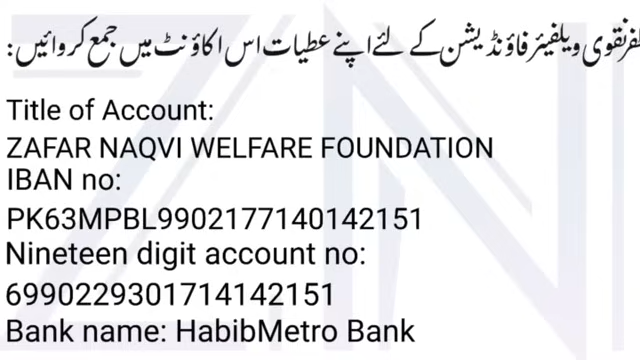 ظفر نقوی ویلفیئر فاؤنڈیشن کے لئے اپنے عطیات اس اکاؤنٹ میں جمع کروائیں:
Title of Account:
ZAFAR NAQVI WELFARE FOUNDATION
IBAN no:
PK63MPBL9902177140142151
Nineteen digit account no:
6990229301714142151
Bank name: HabibMetro Bank